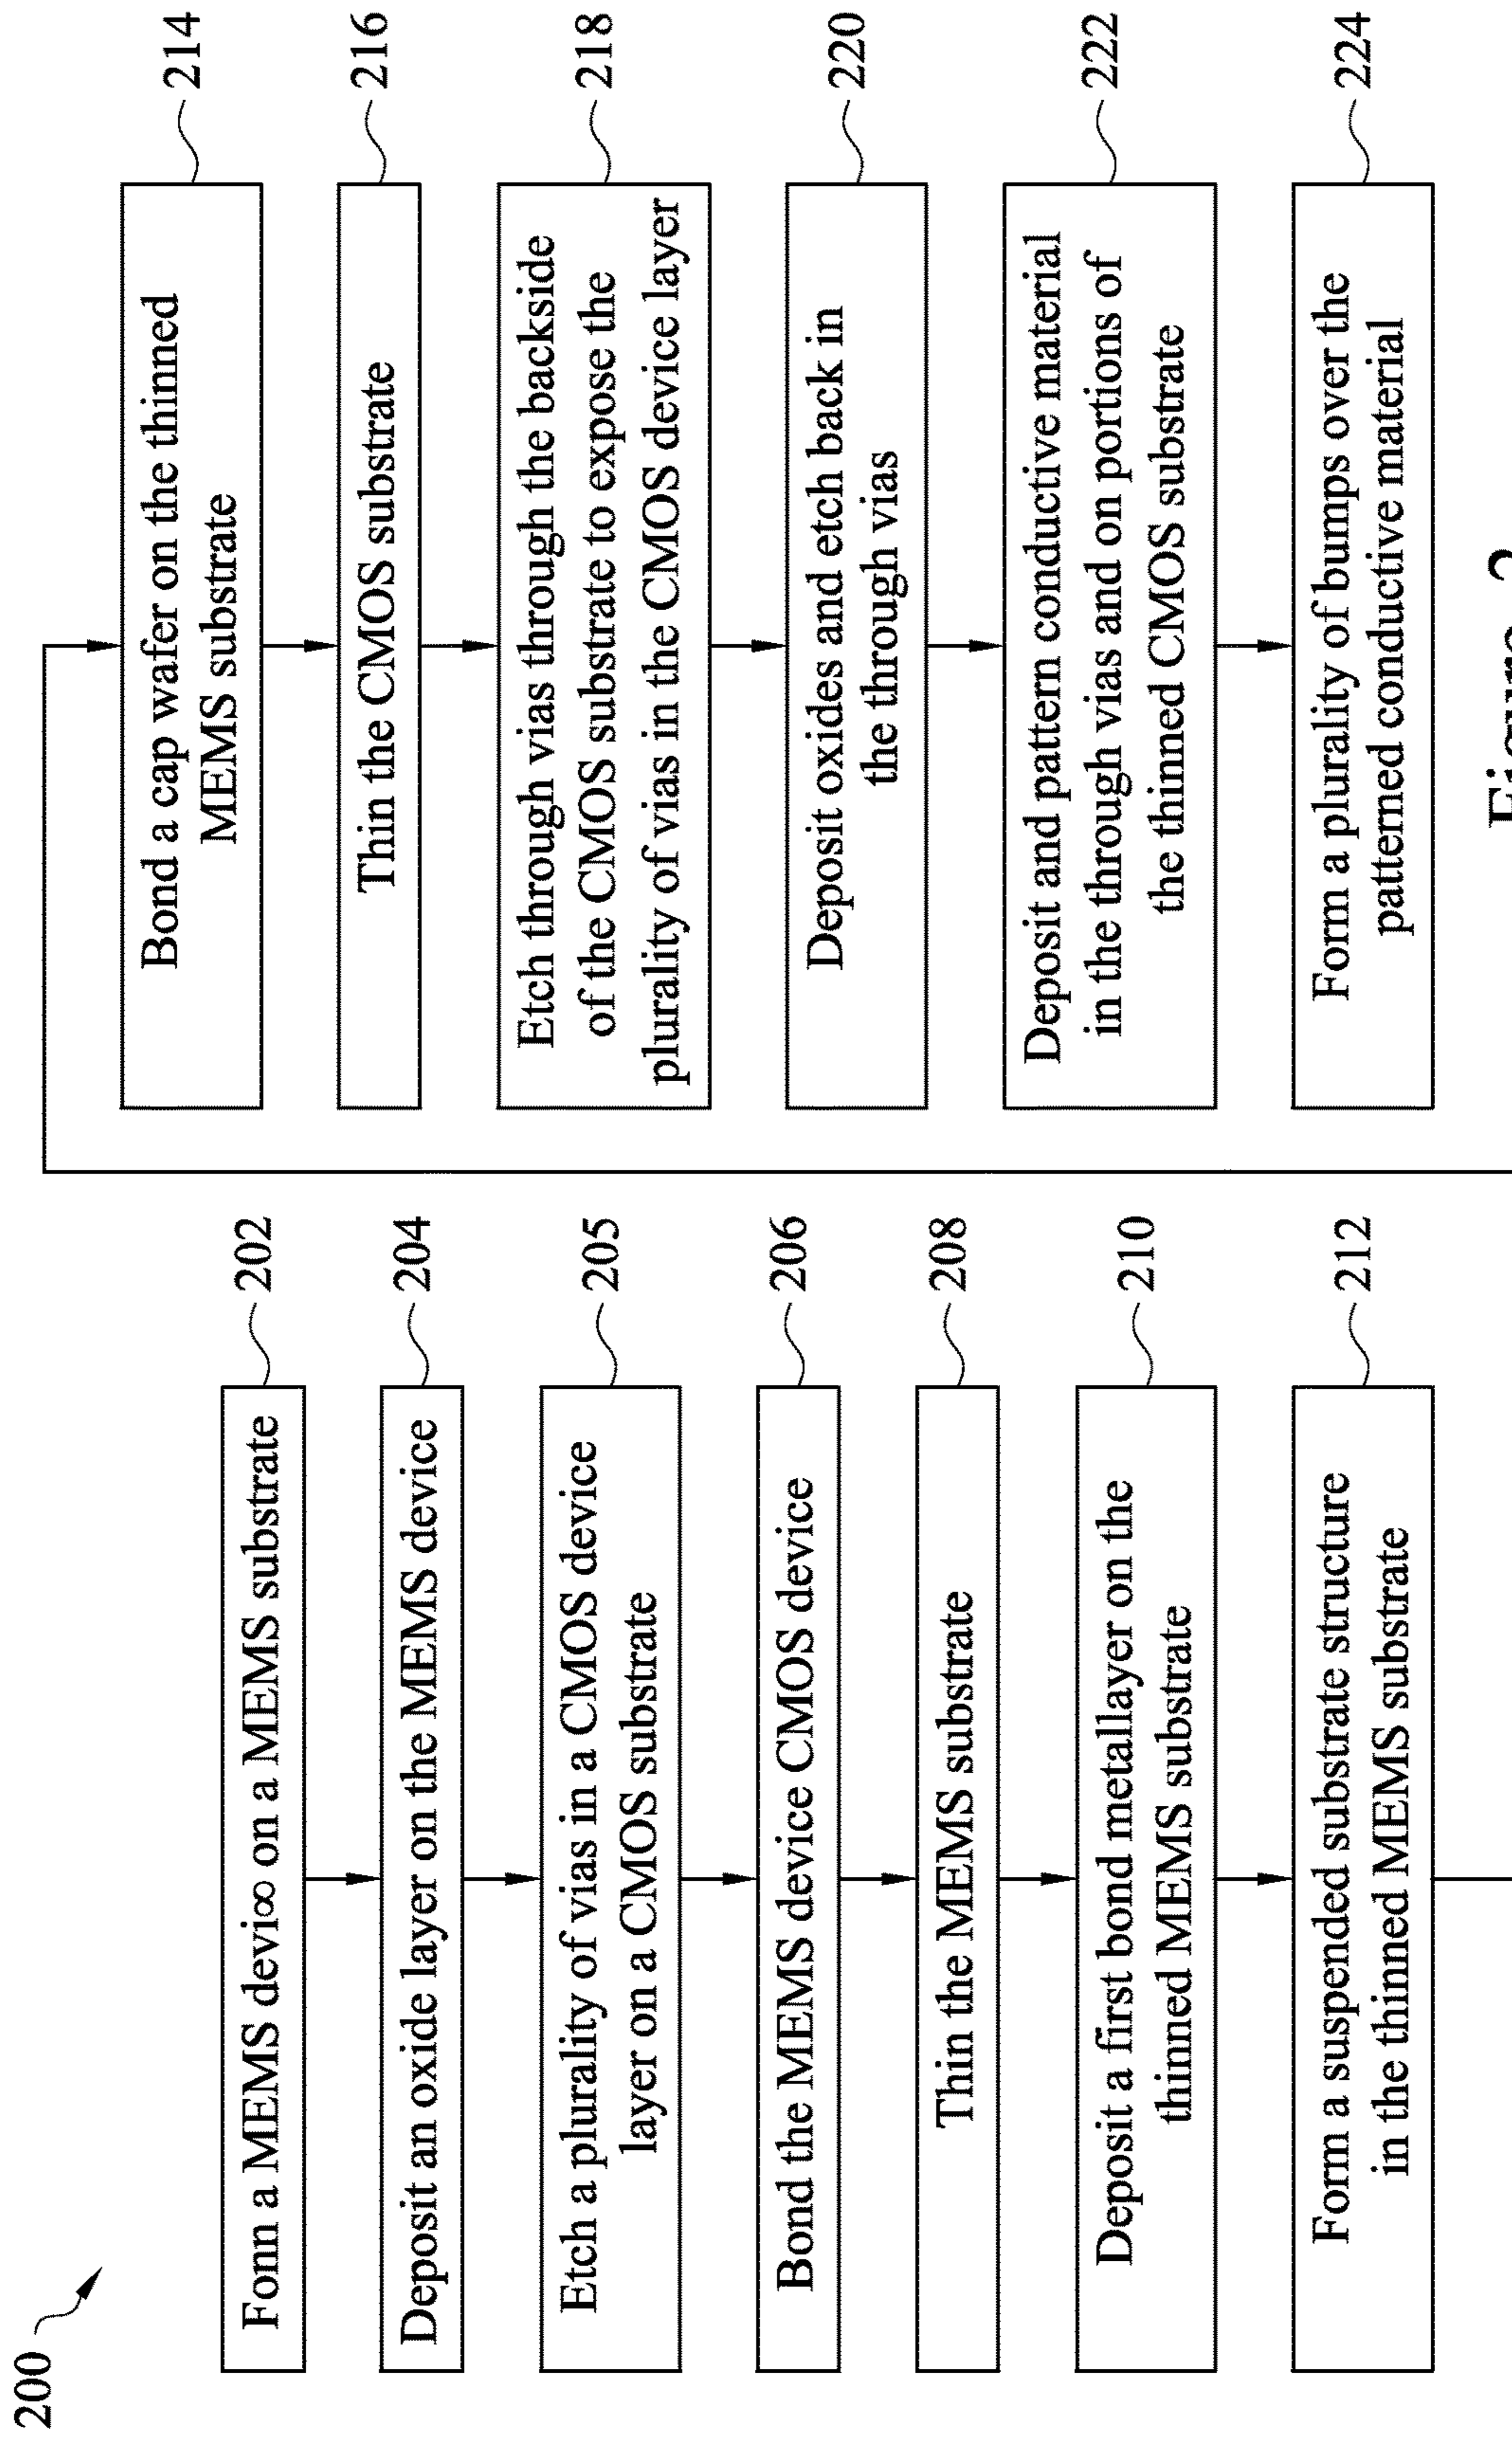 200
Fonn a MEMS devi∞ on a MEMS substrate
202
Deposit an oxide layer on the MEMS device
204
Etch a plurality of vias in a CMOS device
layer on a CMOS substrate
205
Bond the MEMS device CMOS device
206
Thin the MEMS substrate
208
Deposit a first bond metallayer on the
thinned MEMS substrate
210
Form a suspended substrate structure
in the thinned MEMS substrate
212
Bond a cap wafer on the thinned
MEMS substrate
214
Thin the CMOS substrate
216
Etch through vias through the backside
of the CMOS substrate to expose the
plurality of vias in the CMOS device layer
218
Deposit oxides and etch back in
the through vias
220
Deposit and pattern conductive material
in the through vias and on portions of
the thinned CMOS substrate
222
Form a plurality of bumps over the
patterned conductive material
224
Figure 2